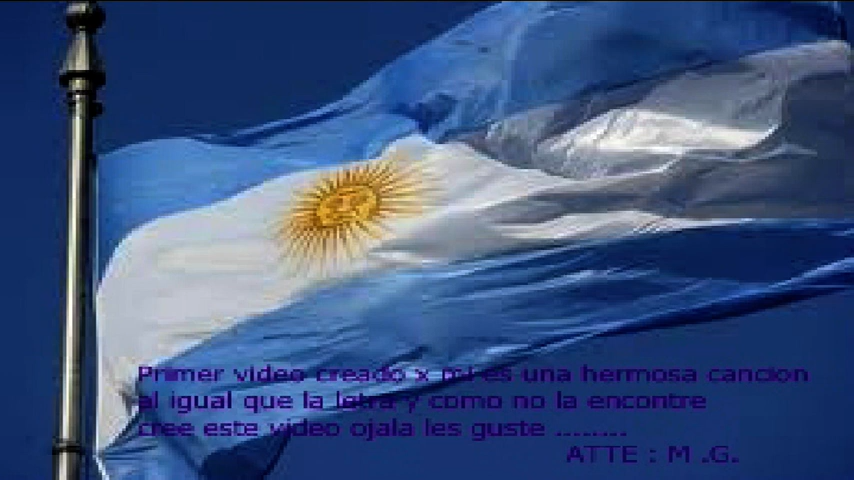 Primer video creado x mi es una hermosa cancion
al igual que la letra y como no la encontre
cree este video ojala les guste ........
ATTE : M .G.